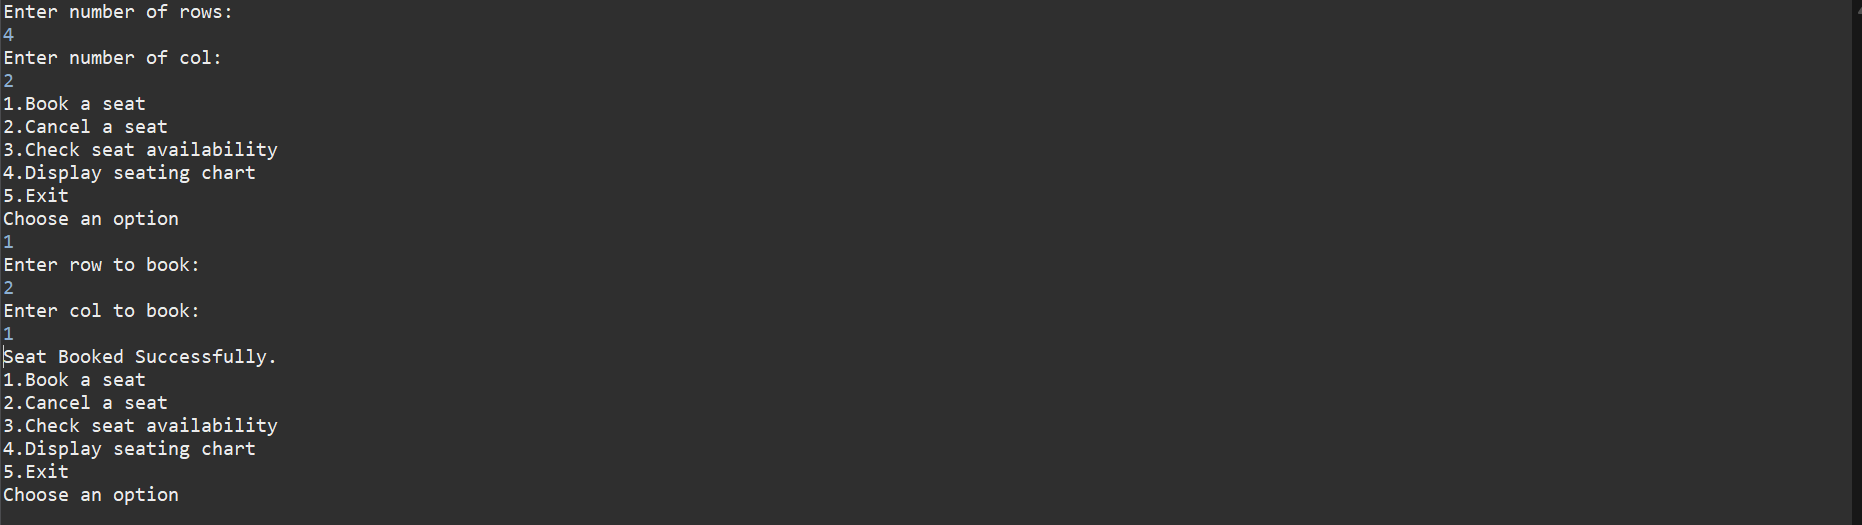 Enter number of rows:
4
Enter number of col:
2
1.Book a seat
2.Cancel a seat
3.Check seat availability
4.Display seating chart
5.Exit
Choose an option
1
Enter row to book:
2
Enter col to book:
1
Seat Booked Successfully.
1.Book a seat
2.Cancel a seat
3.Check seat availability
4.Display seating chart
5.Exit
Choose an option